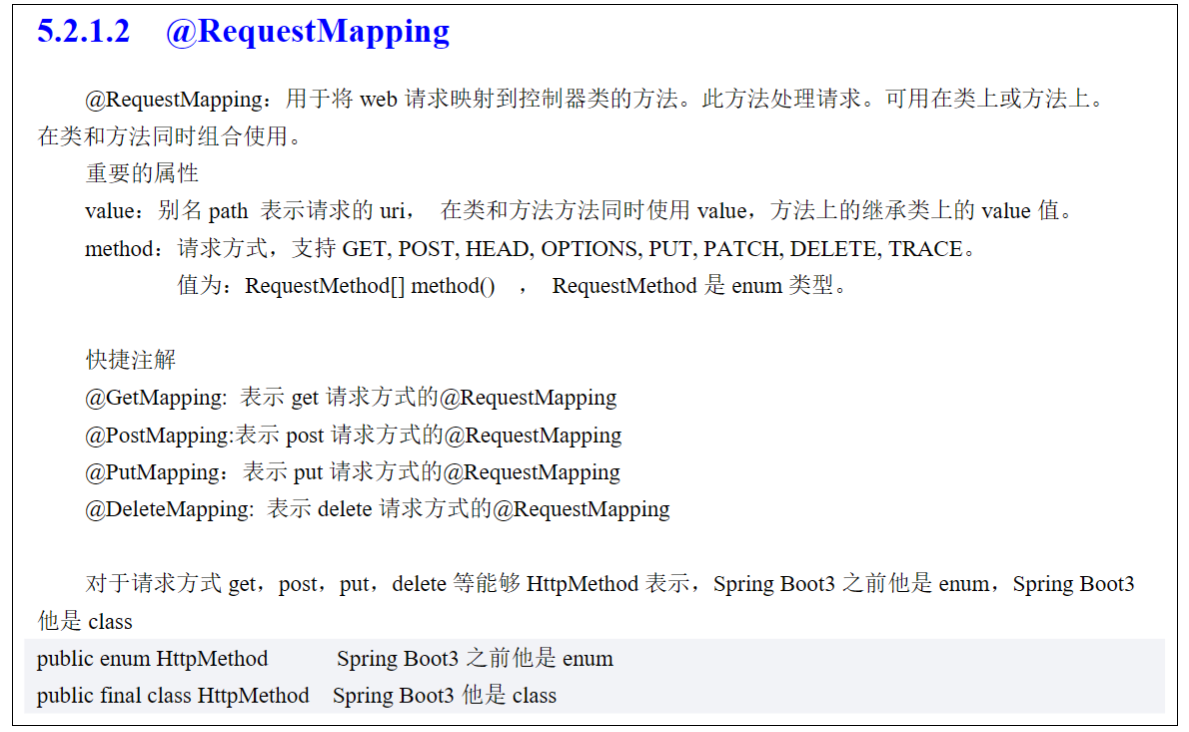 5.2.1.2 @RequestMapping
@RequestMapping：用于将 web 请求映射到控制器类的方法。此方法处理请求。可用在类上或方法上。
在类和方法同时组合使用。
重要的属性
value：别名 path 表示请求的 uri， 在类和方法方法同时使用 value，方法上的继承类上的 value 值。
method：请求方式，支持 GET, POST, HEAD, OPTIONS, PUT, PATCH, DELETE, TRACE。
值为：RequestMethod[] method() ， RequestMethod 是 enum 类型。
快捷注解
@GetMapping: 表示 get 请求方式的@RequestMapping
@PostMapping:表示 post 请求方式的@RequestMapping
@PutMapping：表示 put 请求方式的@RequestMapping
@DeleteMapping: 表示 delete 请求方式的@RequestMapping
对于请求方式 get，post，put，delete 等能够 HttpMethod 表示，Spring Boot3 之前他是 enum，Spring Boot3
他是 class
public enum HttpMethod Spring Boot3 之前他是 enum
public final class HttpMethod Spring Boot3 他是 class